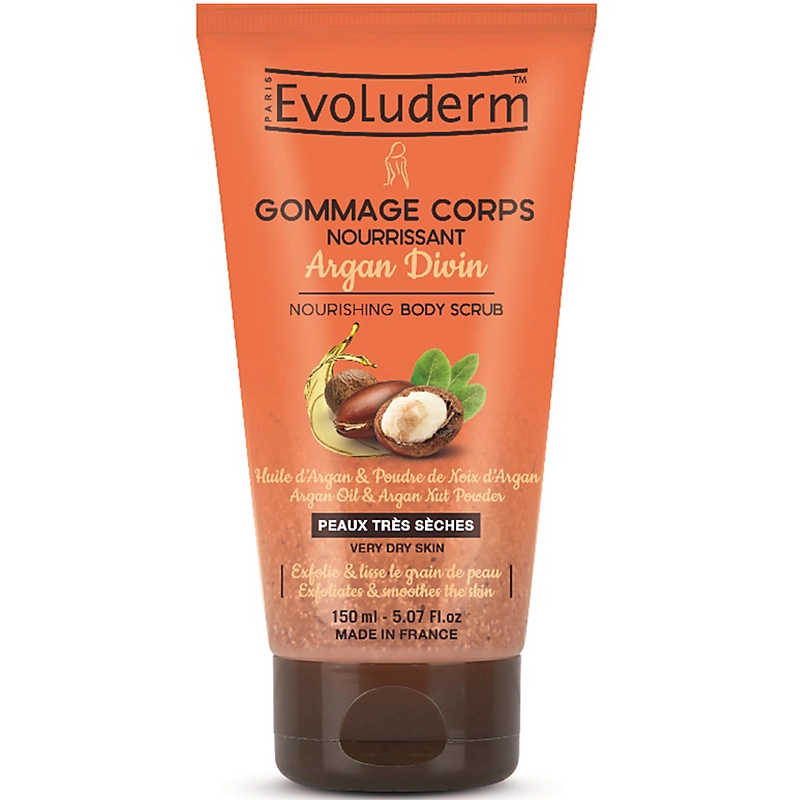 PARIS
Evoluderm™
GOMMAGE CORPS
NOURRISSANT
Argan Divin
NOURISHING BODY SCRUB
Huile d'Argan & Poudre de Noix d'Argan
Argan Oil & Argan Nut Powder
PEAUX TRÈS SÈCHES
VERY DRY SKIN
Exfolie & lisse le grain de peau
Exfoliates & smoothes the skin
150 ml - 5.07 Fl.oz
MADE IN FRANCE